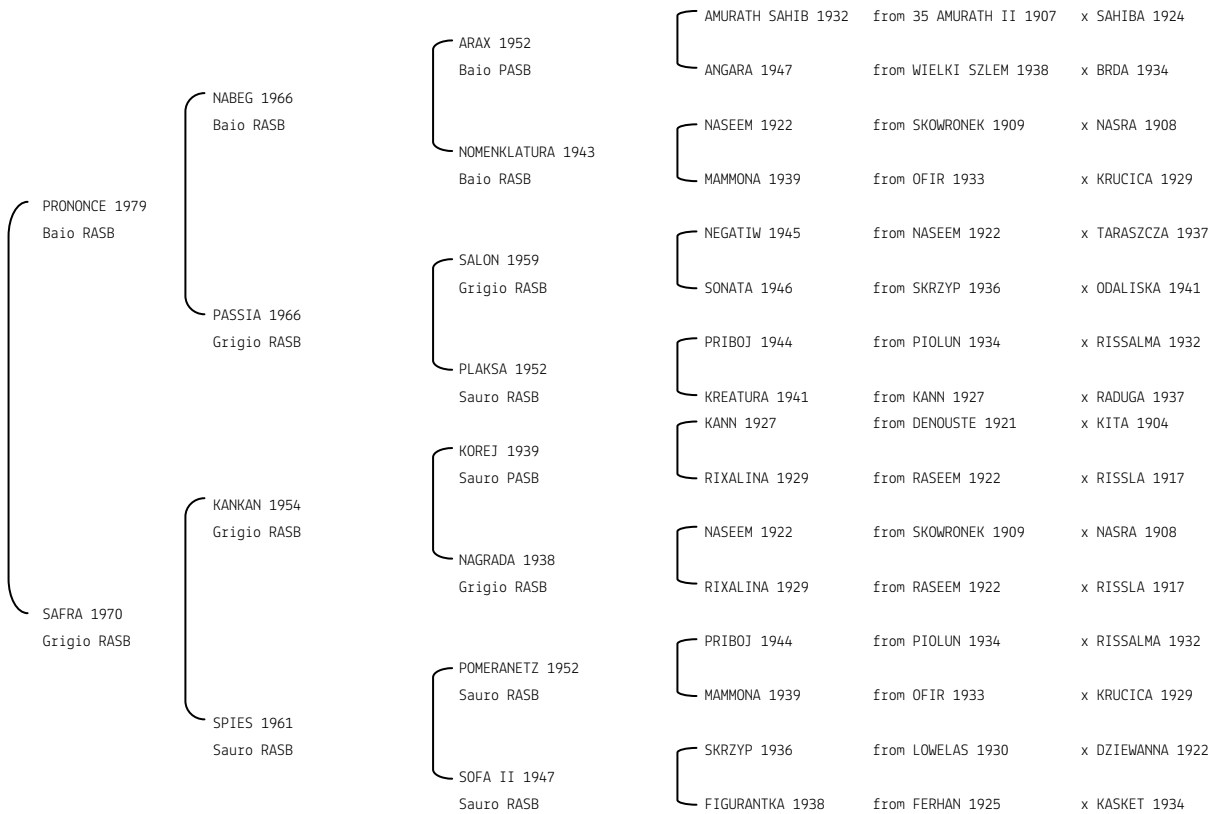 AMURATH SAHIB 1932 from 35 AMURATH II 1907 x SAHIBA 1924
ARAX 1952
Baio PASB
ANGARA 1947 from WIELKI SZLEM 1938 x BRDA 1934
NABEG 1966
Baio RASB
NASEEM 1922 from SKOWRONEK 1909 x NASRA 1908
NOMENKLATURA 1943
Baio RASB
MAMMONA 1939 from OFIR 1933 x KRUCICA 1929
PRONONCE 1979
Baio RASB
NEGATIW 1945 from NASEEM 1922 x TARASZCZA 1937
SALON 1959
Grigio RASB
SONATA 1946 from SKRZYP 1936 x ODALISKA 1941
PASSIA 1966
Grigio RASB
PRIBOJ 1944 from PIOLUN 1934 x RISSALMA 1932
PLAKSA 1952
Sauro RASB
KREATURA 1941 from KANN 1927 x RADUGA 1937
KANN 1927 from DENOUSTE 1921 x KITA 1904
KOREJ 1939
Sauro PASB
RIXALINA 1929 from RASEEM 1922 x RISSLA 1917
KANKAN 1954
Grigio RASB
NASEEM 1922 from SKOWRONEK 1909 x NASRA 1908
NAGRADA 1938
Grigio RASB
RIXALINA 1929 from RASEEM 1922 x RISSLA 1917
SAFRA 1970
Grigio RASB
PRIBOJ 1944 from PIOLUN 1934 x RISSALMA 1932
POMERANETZ 1952
Sauro RASB
MAMMONA 1939 from OFIR 1933 x KRUCICA 1929
SPIES 1961
Sauro RASB
SKRZYP 1936 from LOWELAS 1930 x DZIEWANNA 1922
SOFA II 1947
Sauro RASB
FIGURANTKA 1938 from FERHAN 1925 x KASKET 1934